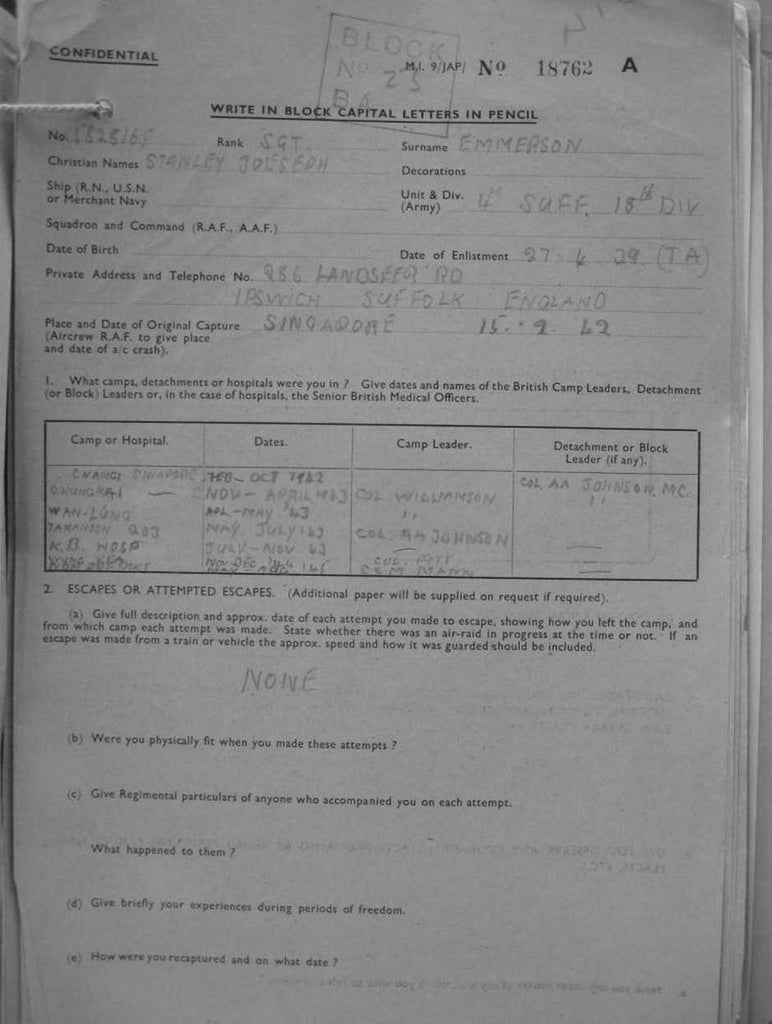 BLOCK
No 25
CONFIDENTIAL
M.I. 9/JAP/ No 18762 A
WRITE IN BLOCK CAPITAL LETTERS IN PENCIL
No. Rank SGT Surname EMMERSON
Christian Names STANLEY JOESEPH Decorations
Ship (R.N., U.S.N. or Merchant Navy Unit & Div. (Army) 4th SUFF. 18th DIV
Squadron and Command (R.A.F., A.A.F.)
Date of Birth Date of Enlistment 27 4 39 (TA)
Private Address and Telephone No. 286 LANDSEER RD
IPSWICH SUFFOLK ENGLAND
Place and Date of Original Capture SINGAPORE 15. 2 42
(Aircrew R.A.F. to give place
and date of a/c crash).
1. What camps, detachments or hospitals were you in ? Give dates and names of the British Camp Leaders, Detachment
(or Block) Leaders or, in the case of hospitals, the Senior British Medical Officers.
Camp or Hospital. Dates. Camp Leader. Detachment or Block Leader (if any).
CHANGI SINGAPORE FEB - OCT 1942 COL AA JOHNSON. MC.
CHUNGKAI — NOV - APRIL 43 COL WILLIAMSON ''
WAN-LUNG APL - MAY '43 ''
TAKANOON 203 MAY. JULY '43 COL AA JOHNSON
K.B. HOSP JULY - NOV 43 —
NOV-DEC '44 COL.
'45 CSM MANN
2. ESCAPES OR ATTEMPTED ESCAPES. (Additional paper will be supplied on request if required).
(a) Give full description and approx. date of each attempt you made to escape, showing how you left the camp, and
from which camp each attempt was made. State whether there was an air-raid in progress at the time or not. If an
escape was made from a train or vehicle the approx. speed and how it was guarded should be included.
NONE
(b) Were you physically fit when you made these attempts ?
(c) Give Regimental particulars of anyone who accompanied you on each attempt.
What happened to them ?
(d) Give briefly your experiences during periods of freedom.
(e) How were you recaptured and on what date ?